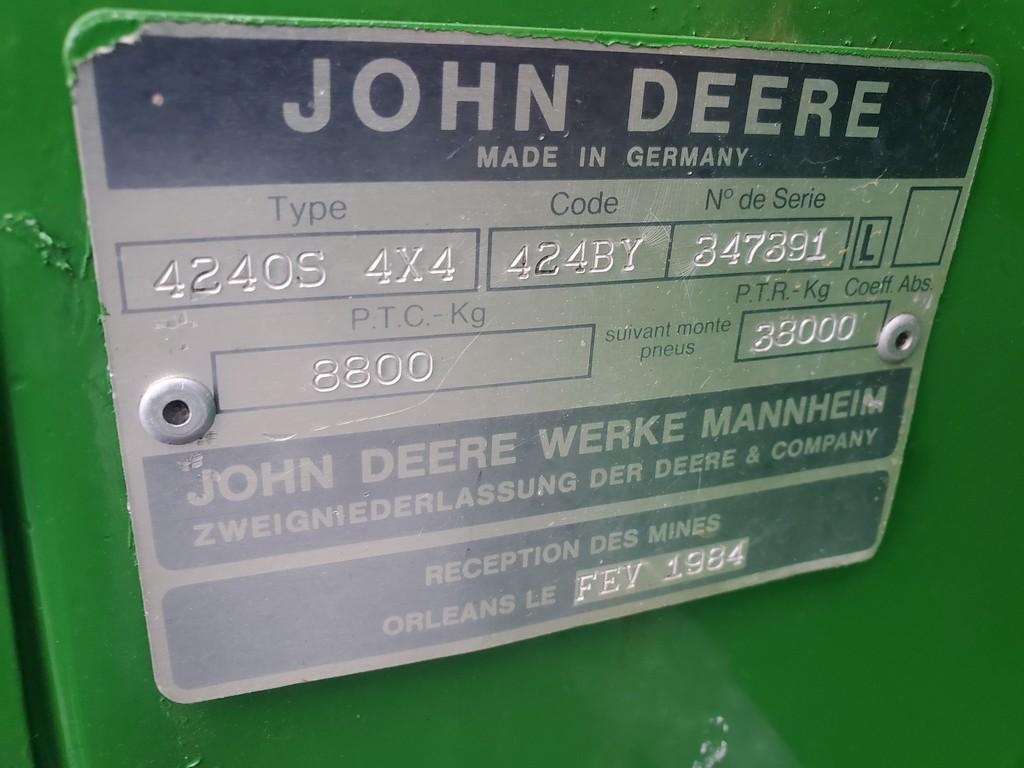 JOHN DEERE
MADE IN GERMANY
Type Code Nº de Serie
4240S 4X4 424BY 347391 L
P.T.C.-Kg suivant monte pneus P.T.R.-Kg Coeff. Abs.
8800 38000
JOHN DEERE WERKE MANNHEIM
ZWEIGNIEDERLASSUNG DER DEERE & COMPANY
RECEPTION DES MINES
ORLEANS LE FEV 1984